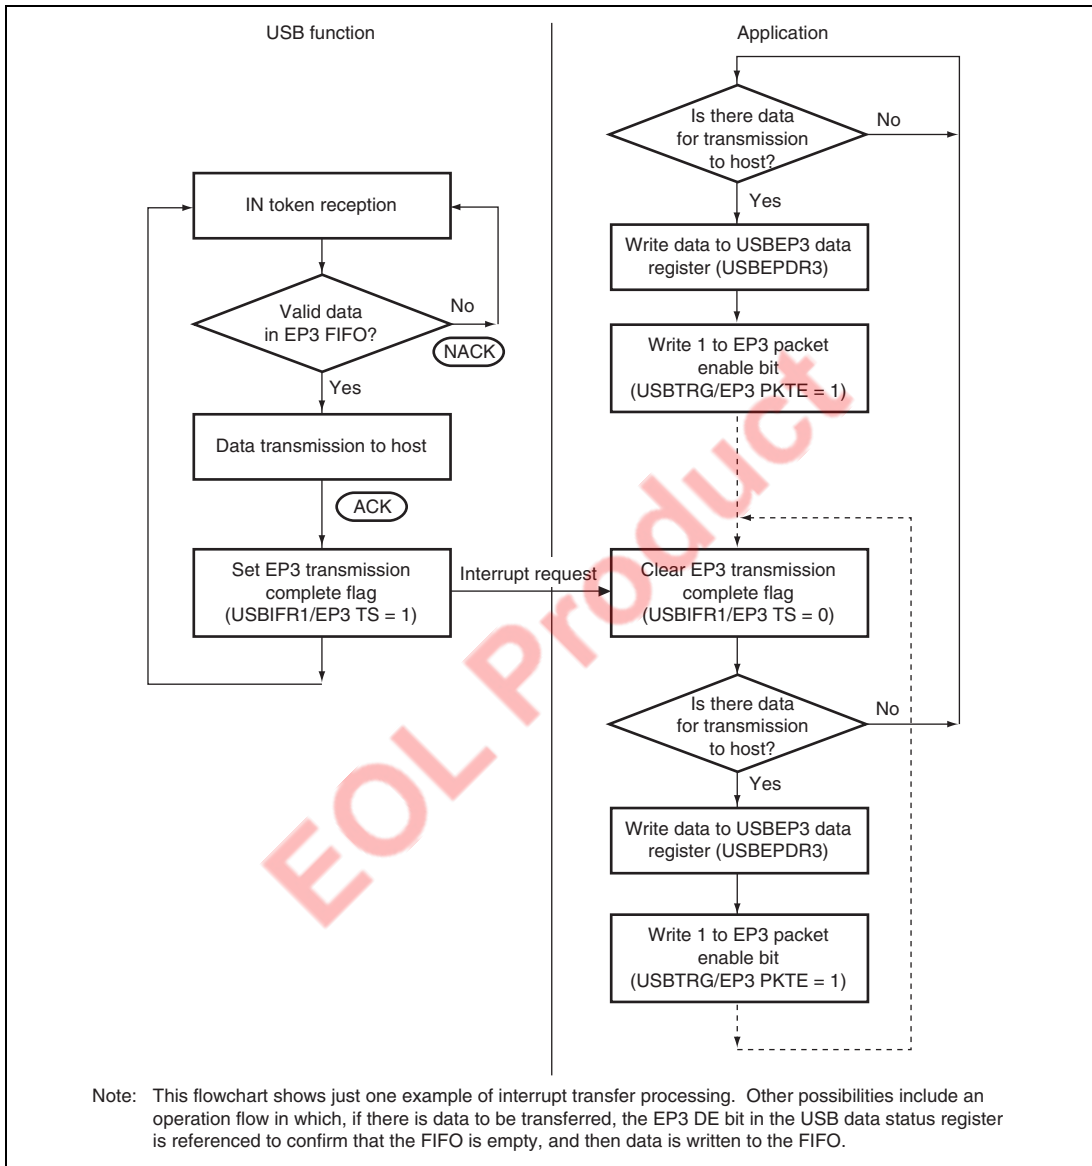 USB function
Application
IN token reception
Valid data
in EP3 FIFO?
No
NACK
Yes
Data transmission to host
ACK
Set EP3 transmission
complete flag
(USBIFR1/EP3 TS = 1)
Interrupt request
Is there data
for transmission
to host?
No
Yes
Write data to USBEP3 data
register (USBEPDR3)
Write 1 to EP3 packet
enable bit
(USBTRG/EP3 PKTE = 1)
Clear EP3 transmission
complete flag
(USBIFR1/EP3 TS = 0)
Is there data
for transmission
to host?
No
Yes
Write data to USBEP3 data
register (USBEPDR3)
Write 1 to EP3 packet
enable bit
(USBTRG/EP3 PKTE = 1)
EOL Product
Note: This flowchart shows just one example of interrupt transfer processing. Other possibilities include an
operation flow in which, if there is data to be transferred, the EP3 DE bit in the USB data status register
is referenced to confirm that the FIFO is empty, and then data is written to the FIFO.